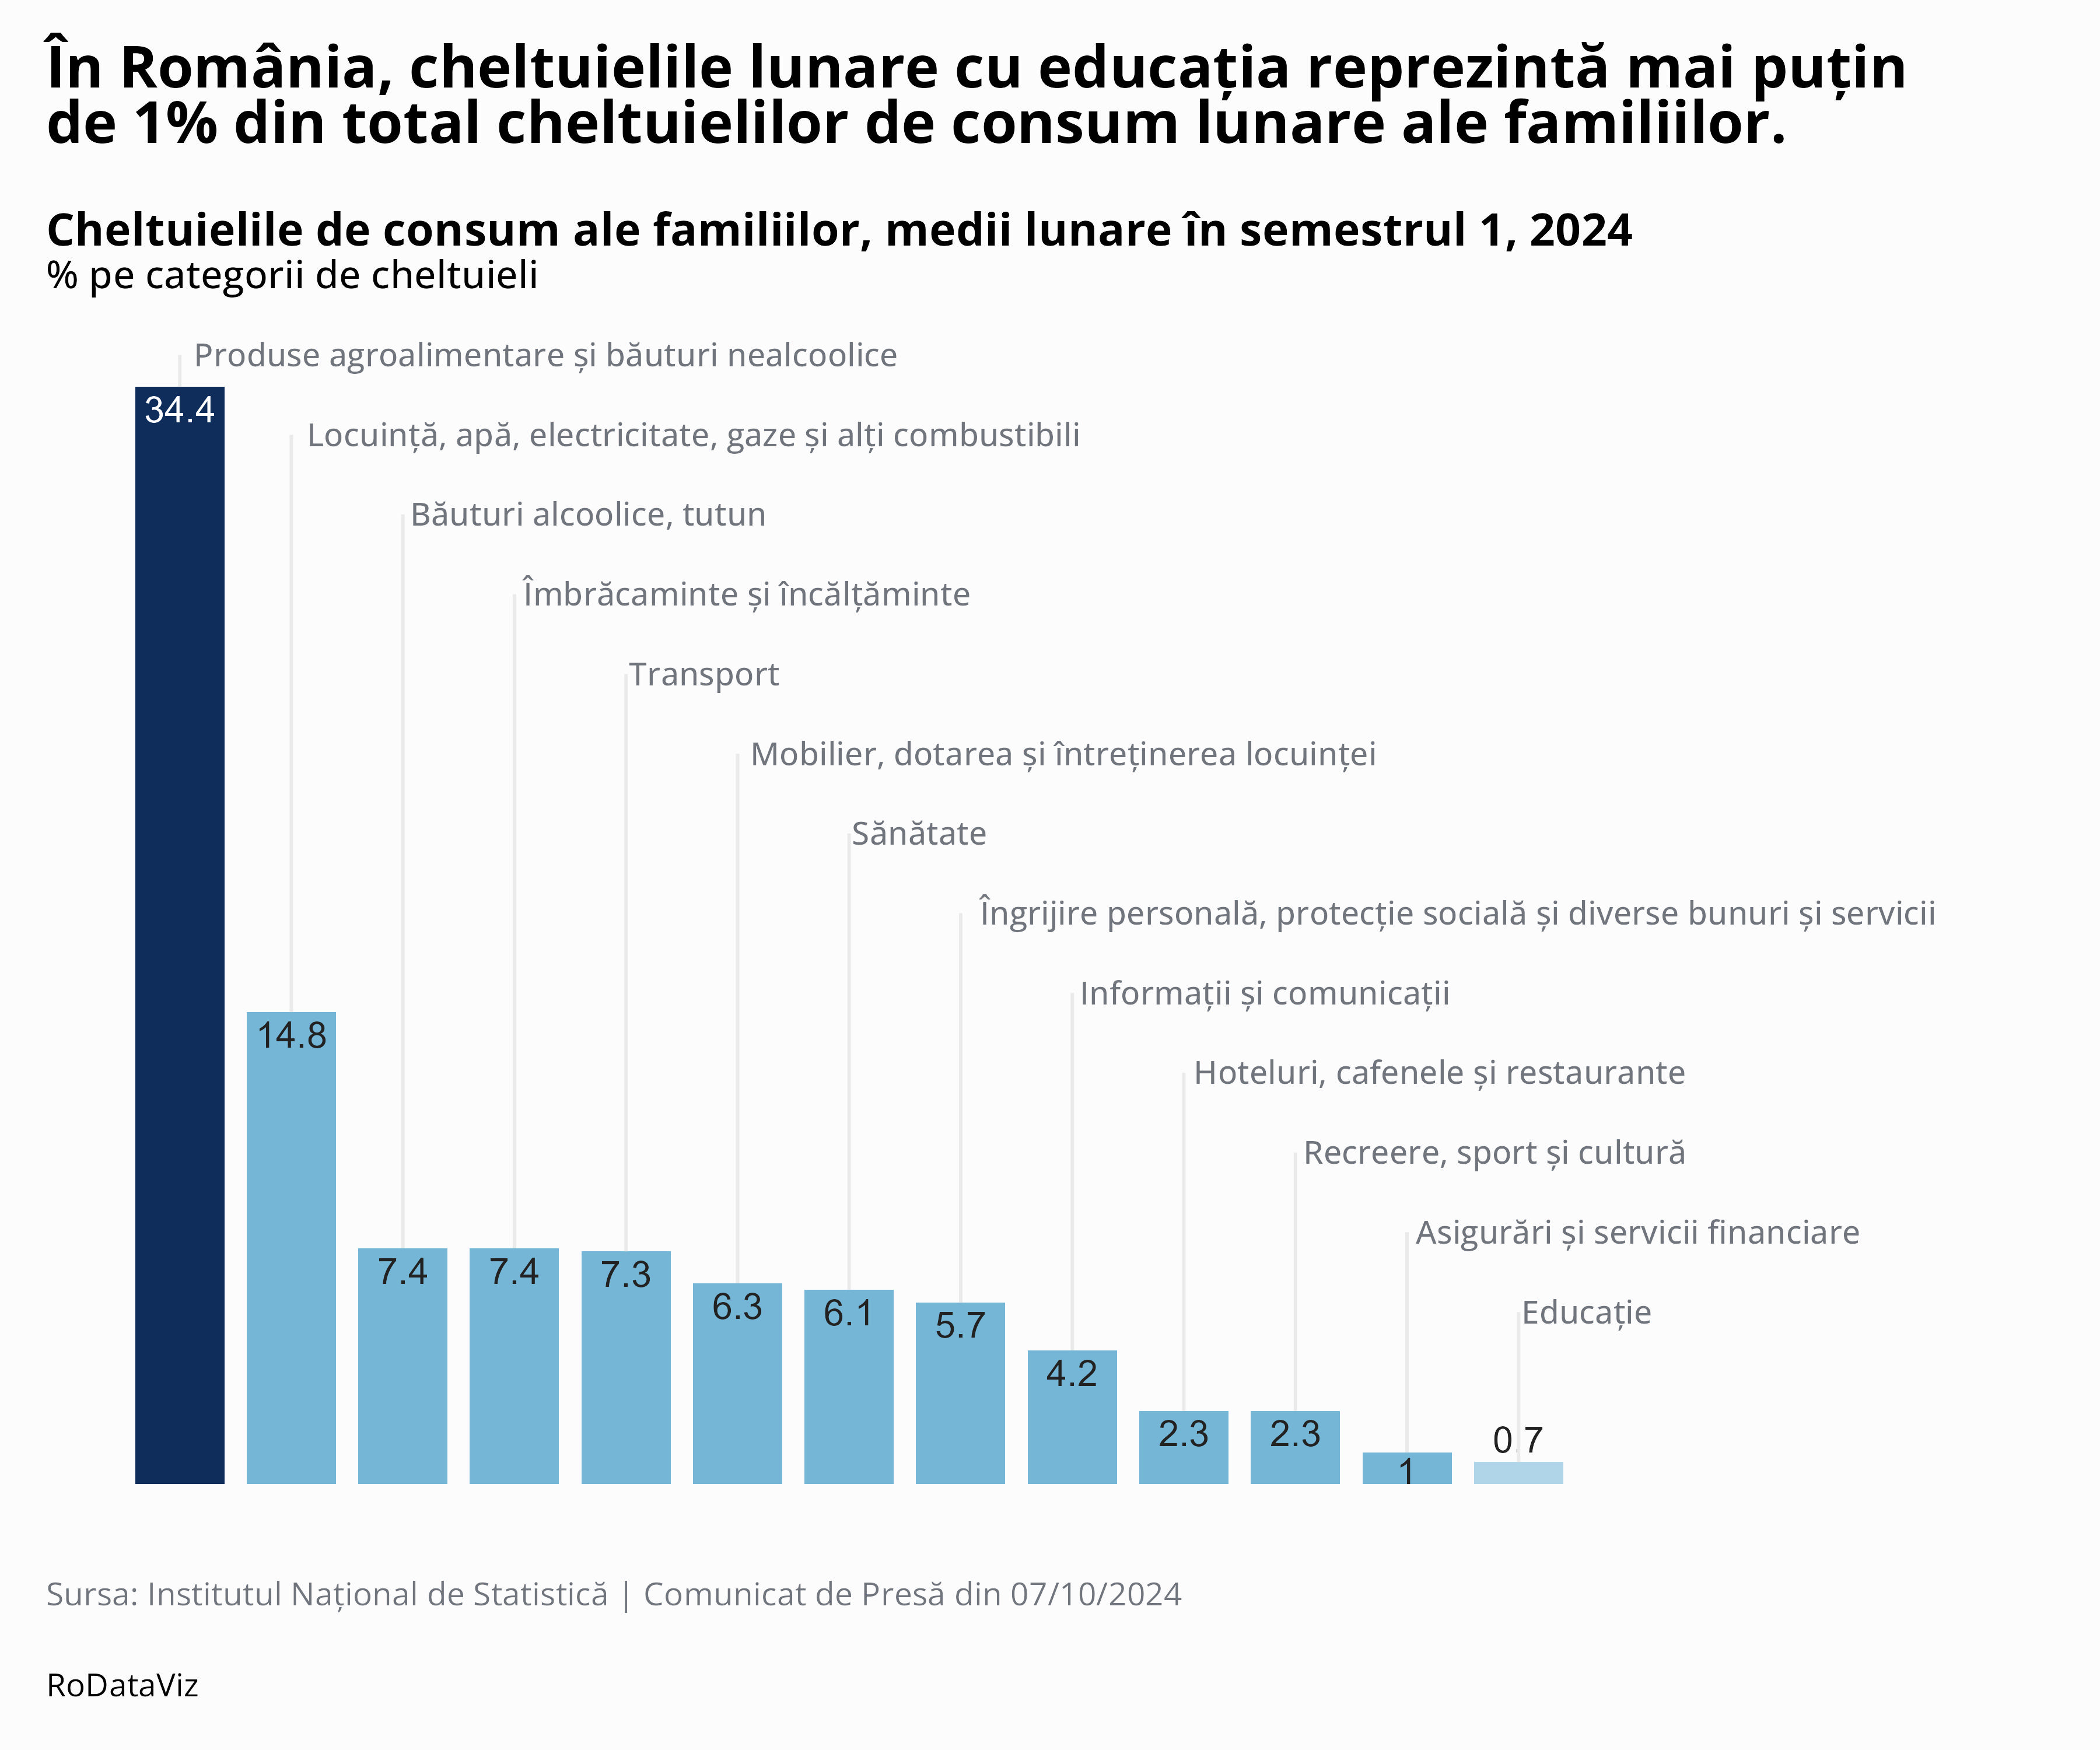 În România, cheltuielile lunare cu educația reprezintă mai puțin
de 1% din total cheltuielilor de consum lunare ale familiilor.
Cheltuielile de consum ale familiilor, medii lunare în semestrul 1, 2024
% pe categorii de cheltuieli
Produse agroalimentare și băuturi nealcoolice
34.4
Locuință, apă, electricitate, gaze și alți combustibili
14.8
Băuturi alcoolice, tutun
7.4
Îmbrăcaminte și încălțăminte
7.4
Transport
7.3
Mobilier, dotarea și întreținerea locuinței
6.3
Sănătate
6.1
Îngrijire personală, protecție socială și diverse bunuri și servicii
5.7
Informații și comunicații
4.2
Hoteluri, cafenele și restaurante
2.3
Recreere, sport și cultură
2.3
Asigurări și servicii financiare
1
Educație
0.7
Sursa: Institutul Național de Statistică | Comunicat de Presă din 07/10/2024
RoDataViz